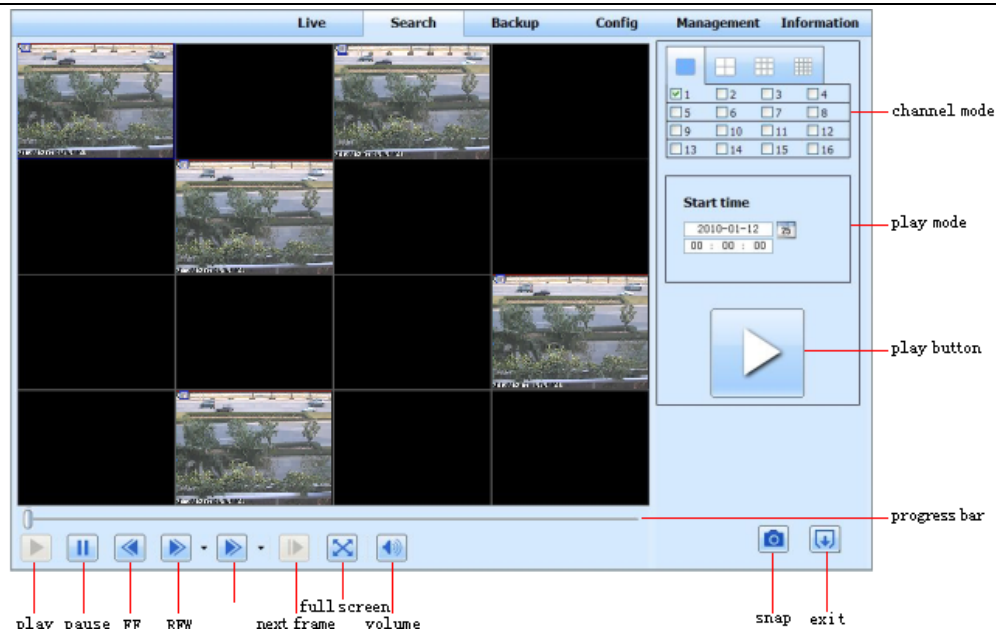 Live Search Backup Config Management Information
1 2 3 4
5 6 7 8
9 10 11 12
13 14 15 16
channel mode
Start time
2010-01-12
25
00 : 00 : 00
play mode
play button
progress bar
full screen
play pause FF RFW next frame volume
snap exit